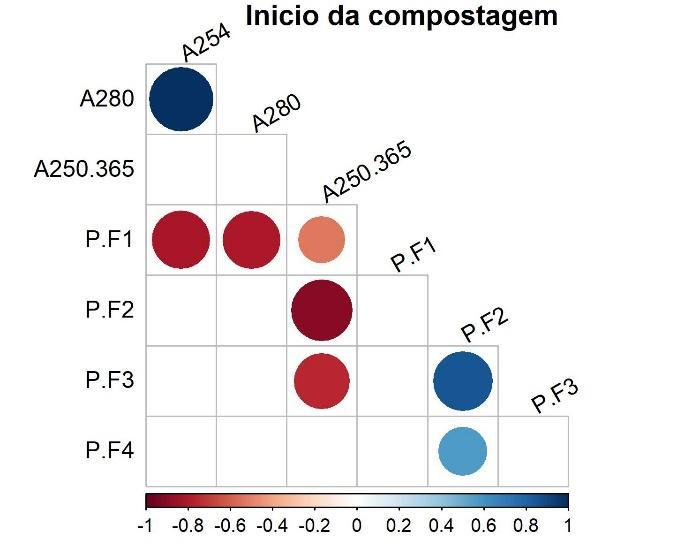 Inicio da compostagem
A254
A280
A280
A250.365
A250.365
P.F1
P.F1
P.F2
P.F2
P.F3
P.F3
P.F4
-1 -0.8 -0.6 -0.4 -0.2 0 0.2 0.4 0.6 0.8 1